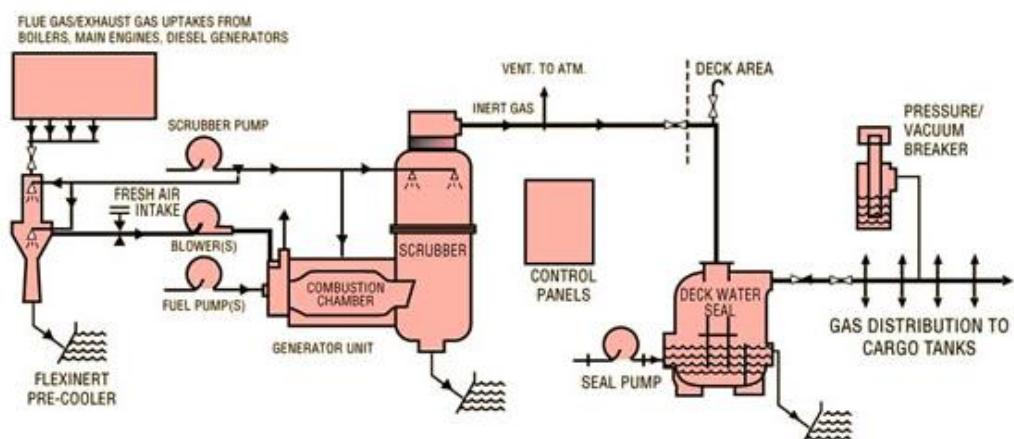 FLUE GAS/EXHAUST GAS UPTAKES FROM
BOILERS, MAIN ENGINES, DIESEL GENERATORS
VENT. TO ATM.
DECK AREA
INERT GAS
PRESSURE/
VACUUM
BREAKER
SCRUBBER PUMP
FRESH AIR
INTAKE
BLOWER(S)
SCRUBBER
CONTROL
PANELS
FUEL PUMP(S)
COMBUSTION
CHAMBER
DECK WATER
SEAL
GENERATOR UNIT
GAS DISTRIBUTION TO
CARGO TANKS
FLEXINERT
PRE-COOLER
SEAL PUMP